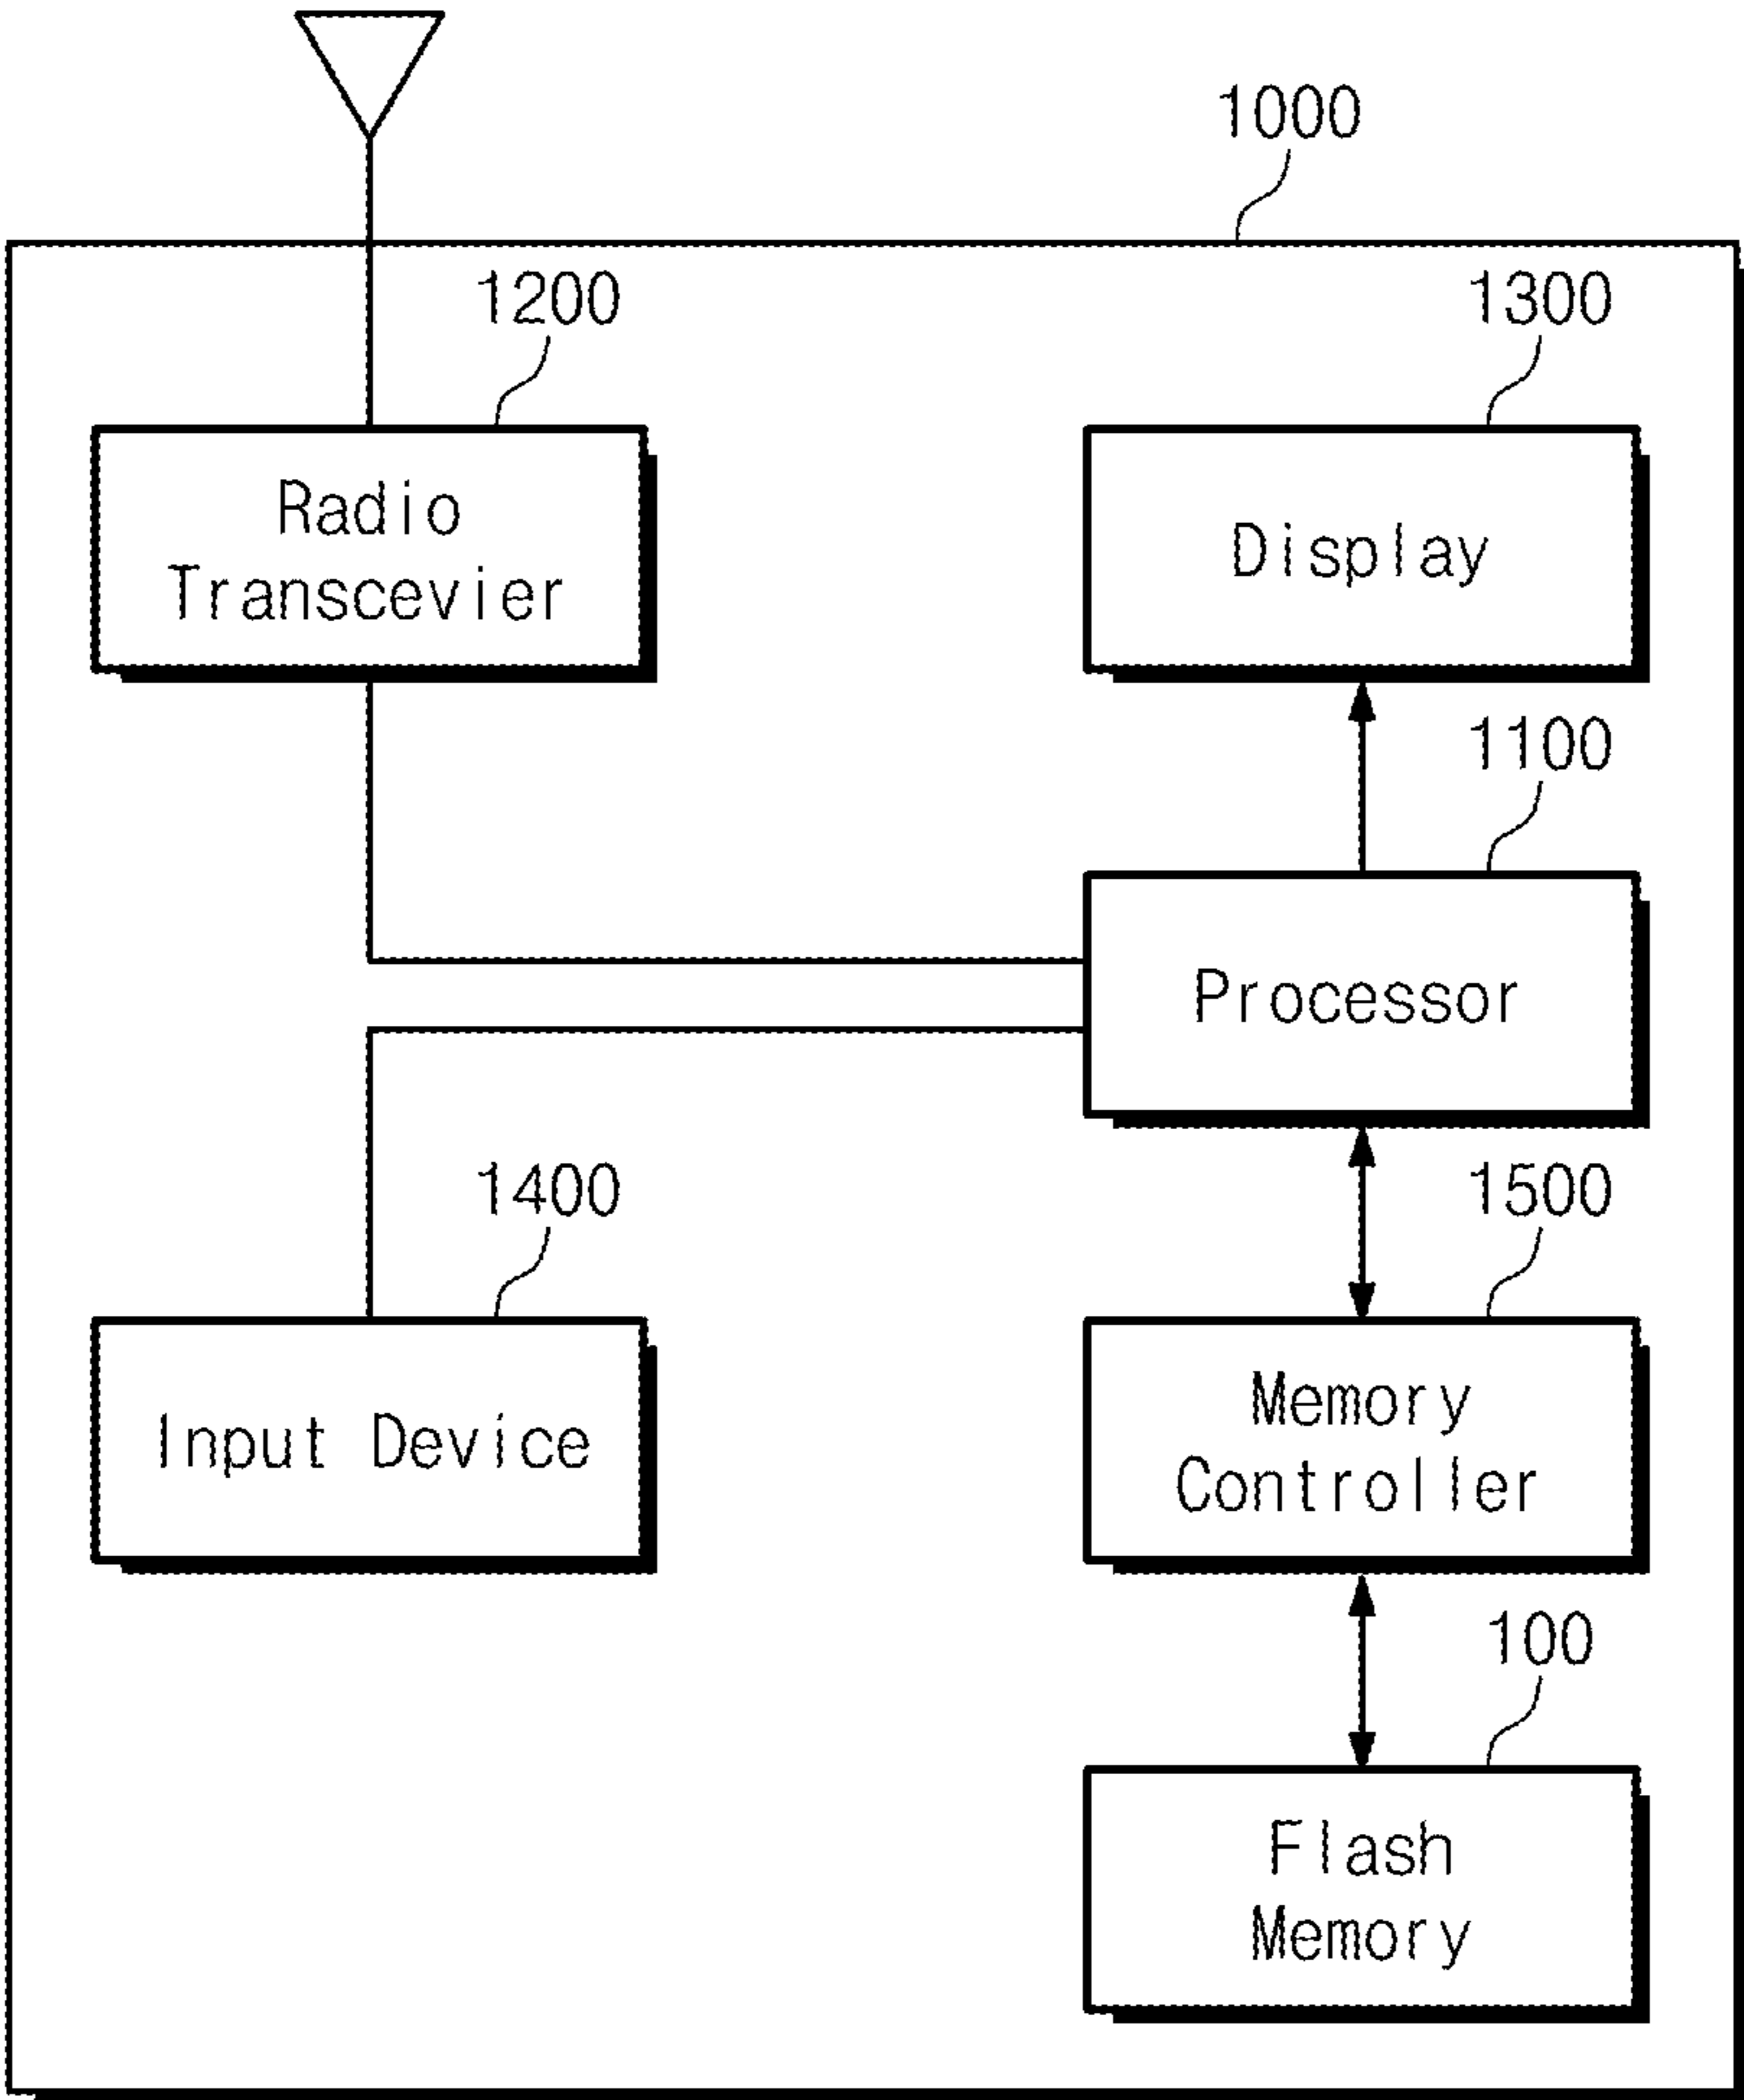 1000
1200
1300
Radio
Transcevier
Display
1100
Processor
1400
1500
Input Device
Memory
Controller
100
Flash
Memory